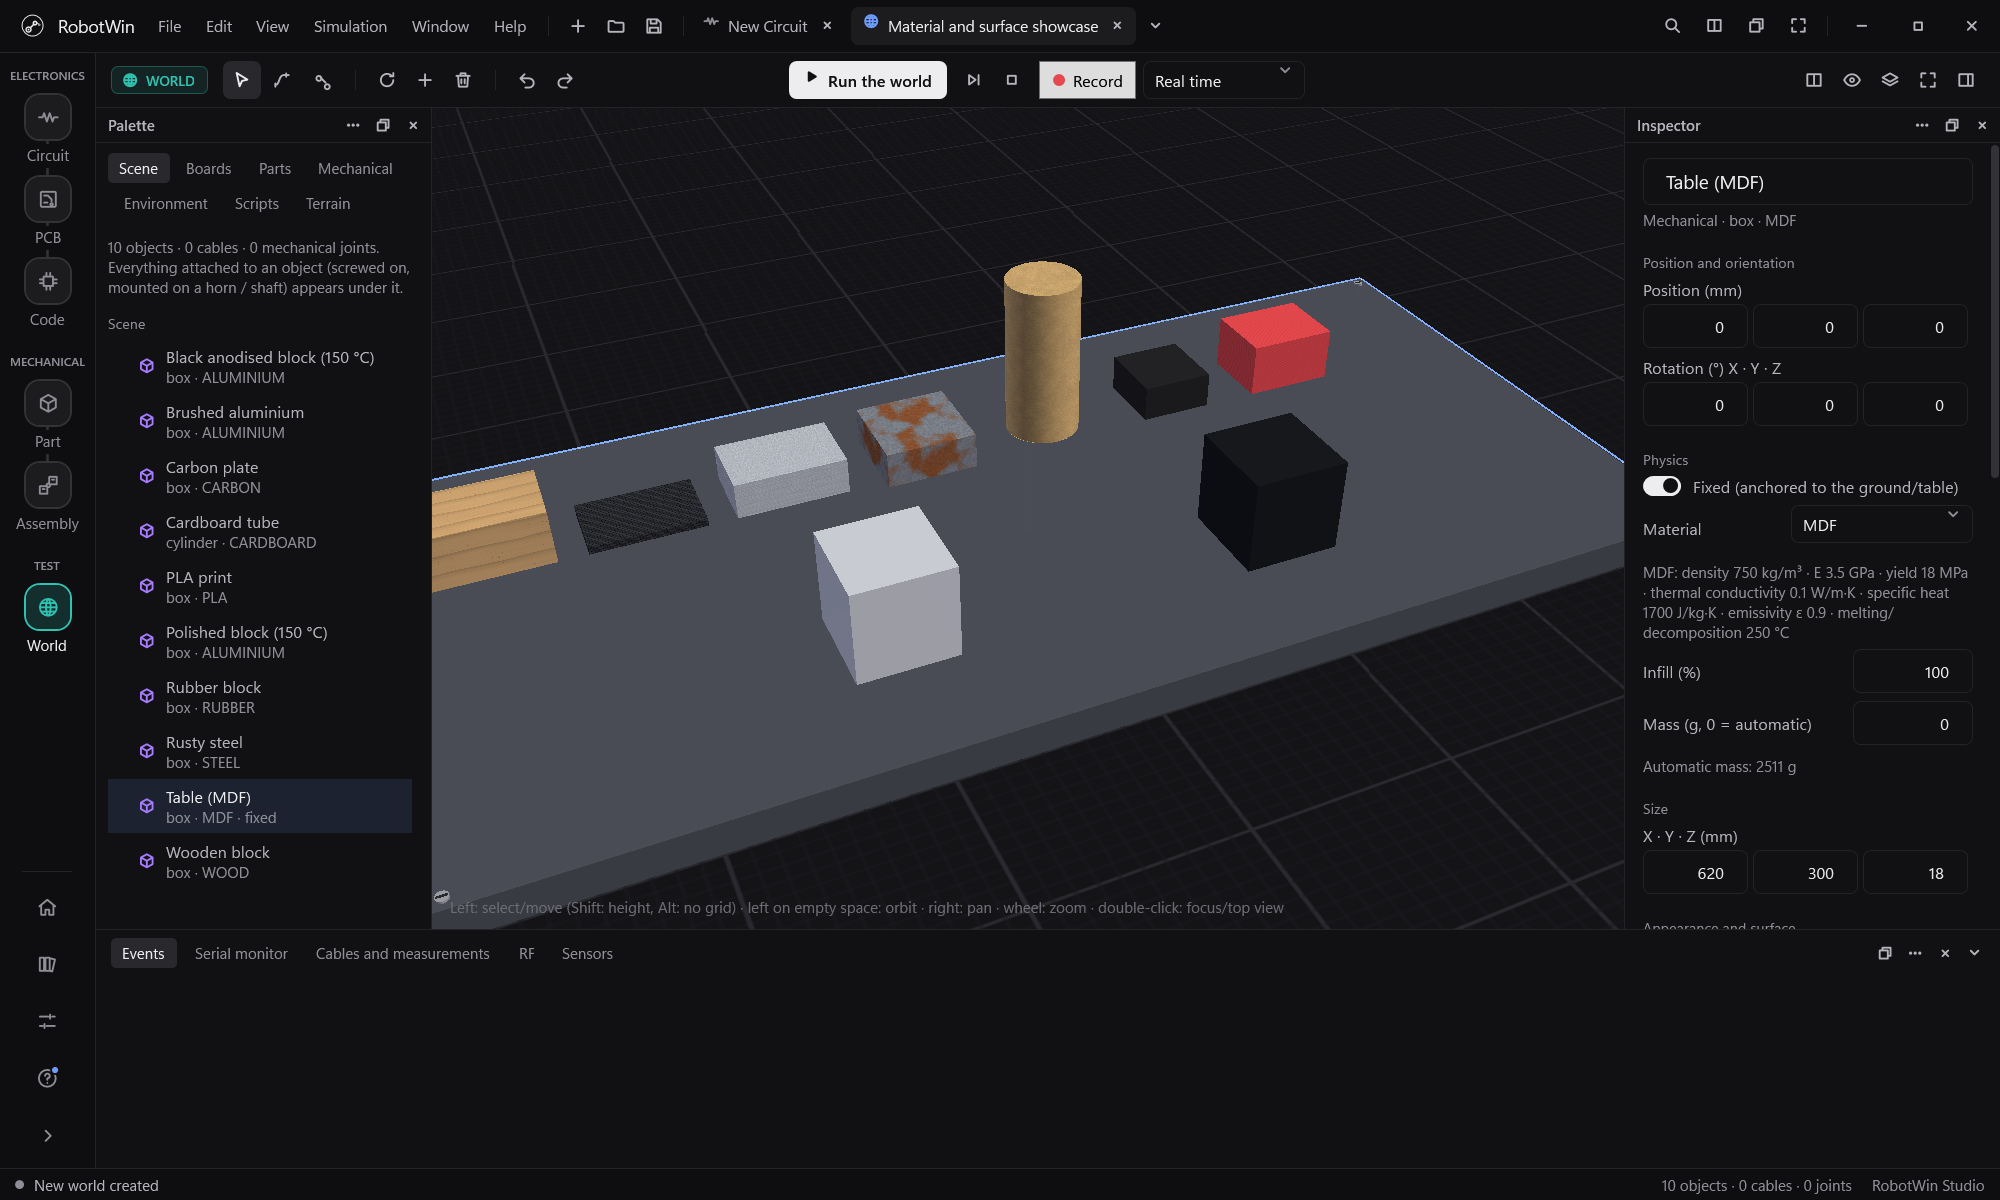 RobotWin
File
Edit
View
Simulation
Window
Help
New Circuit
Material and surface showcase
ELECTRONICS
Circuit
PCB
Code
MECHANICAL
Part
Assembly
TEST
World
WORLD
Run the world
Record
Real time
Palette
Scene
Boards
Parts
Mechanical
Environment
Scripts
Terrain
10 objects · 0 cables · 0 mechanical joints.
Everything attached to an object (screwed on,
mounted on a horn / shaft) appears under it.
Scene
Black anodised block (150 °C)
box · ALUMINIUM
Brushed aluminium
box · ALUMINIUM
Carbon plate
box · CARBON
Cardboard tube
cylinder · CARDBOARD
PLA print
box · PLA
Polished block (150 °C)
box · ALUMINIUM
Rubber block
box · RUBBER
Rusty steel
box · STEEL
Table (MDF)
box · MDF · fixed
Wooden block
box · WOOD
Left: select/move (Shift: height, Alt: no grid) · left on empty space: orbit · right: pan · wheel: zoom · double-click: focus/top view
Inspector
Table (MDF)
Mechanical · box · MDF
Position and orientation
Position (mm)
0
0
0
Rotation (°) X · Y · Z
0
0
0
Physics
Fixed (anchored to the ground/table)
Material
MDF
MDF: density 750 kg/m³ · E 3.5 GPa · yield 18 MPa
· thermal conductivity 0.1 W/m·K · specific heat
1700 J/kg·K · emissivity ε 0.9 · melting/
decomposition 250 °C
Infill (%)
100
Mass (g, 0 = automatic)
0
Automatic mass: 2511 g
Size
X · Y · Z (mm)
620
300
18
Appearance and surface
Events
Serial monitor
Cables and measurements
RF
Sensors
New world created
10 objects · 0 cables · 0 joints
RobotWin Studio